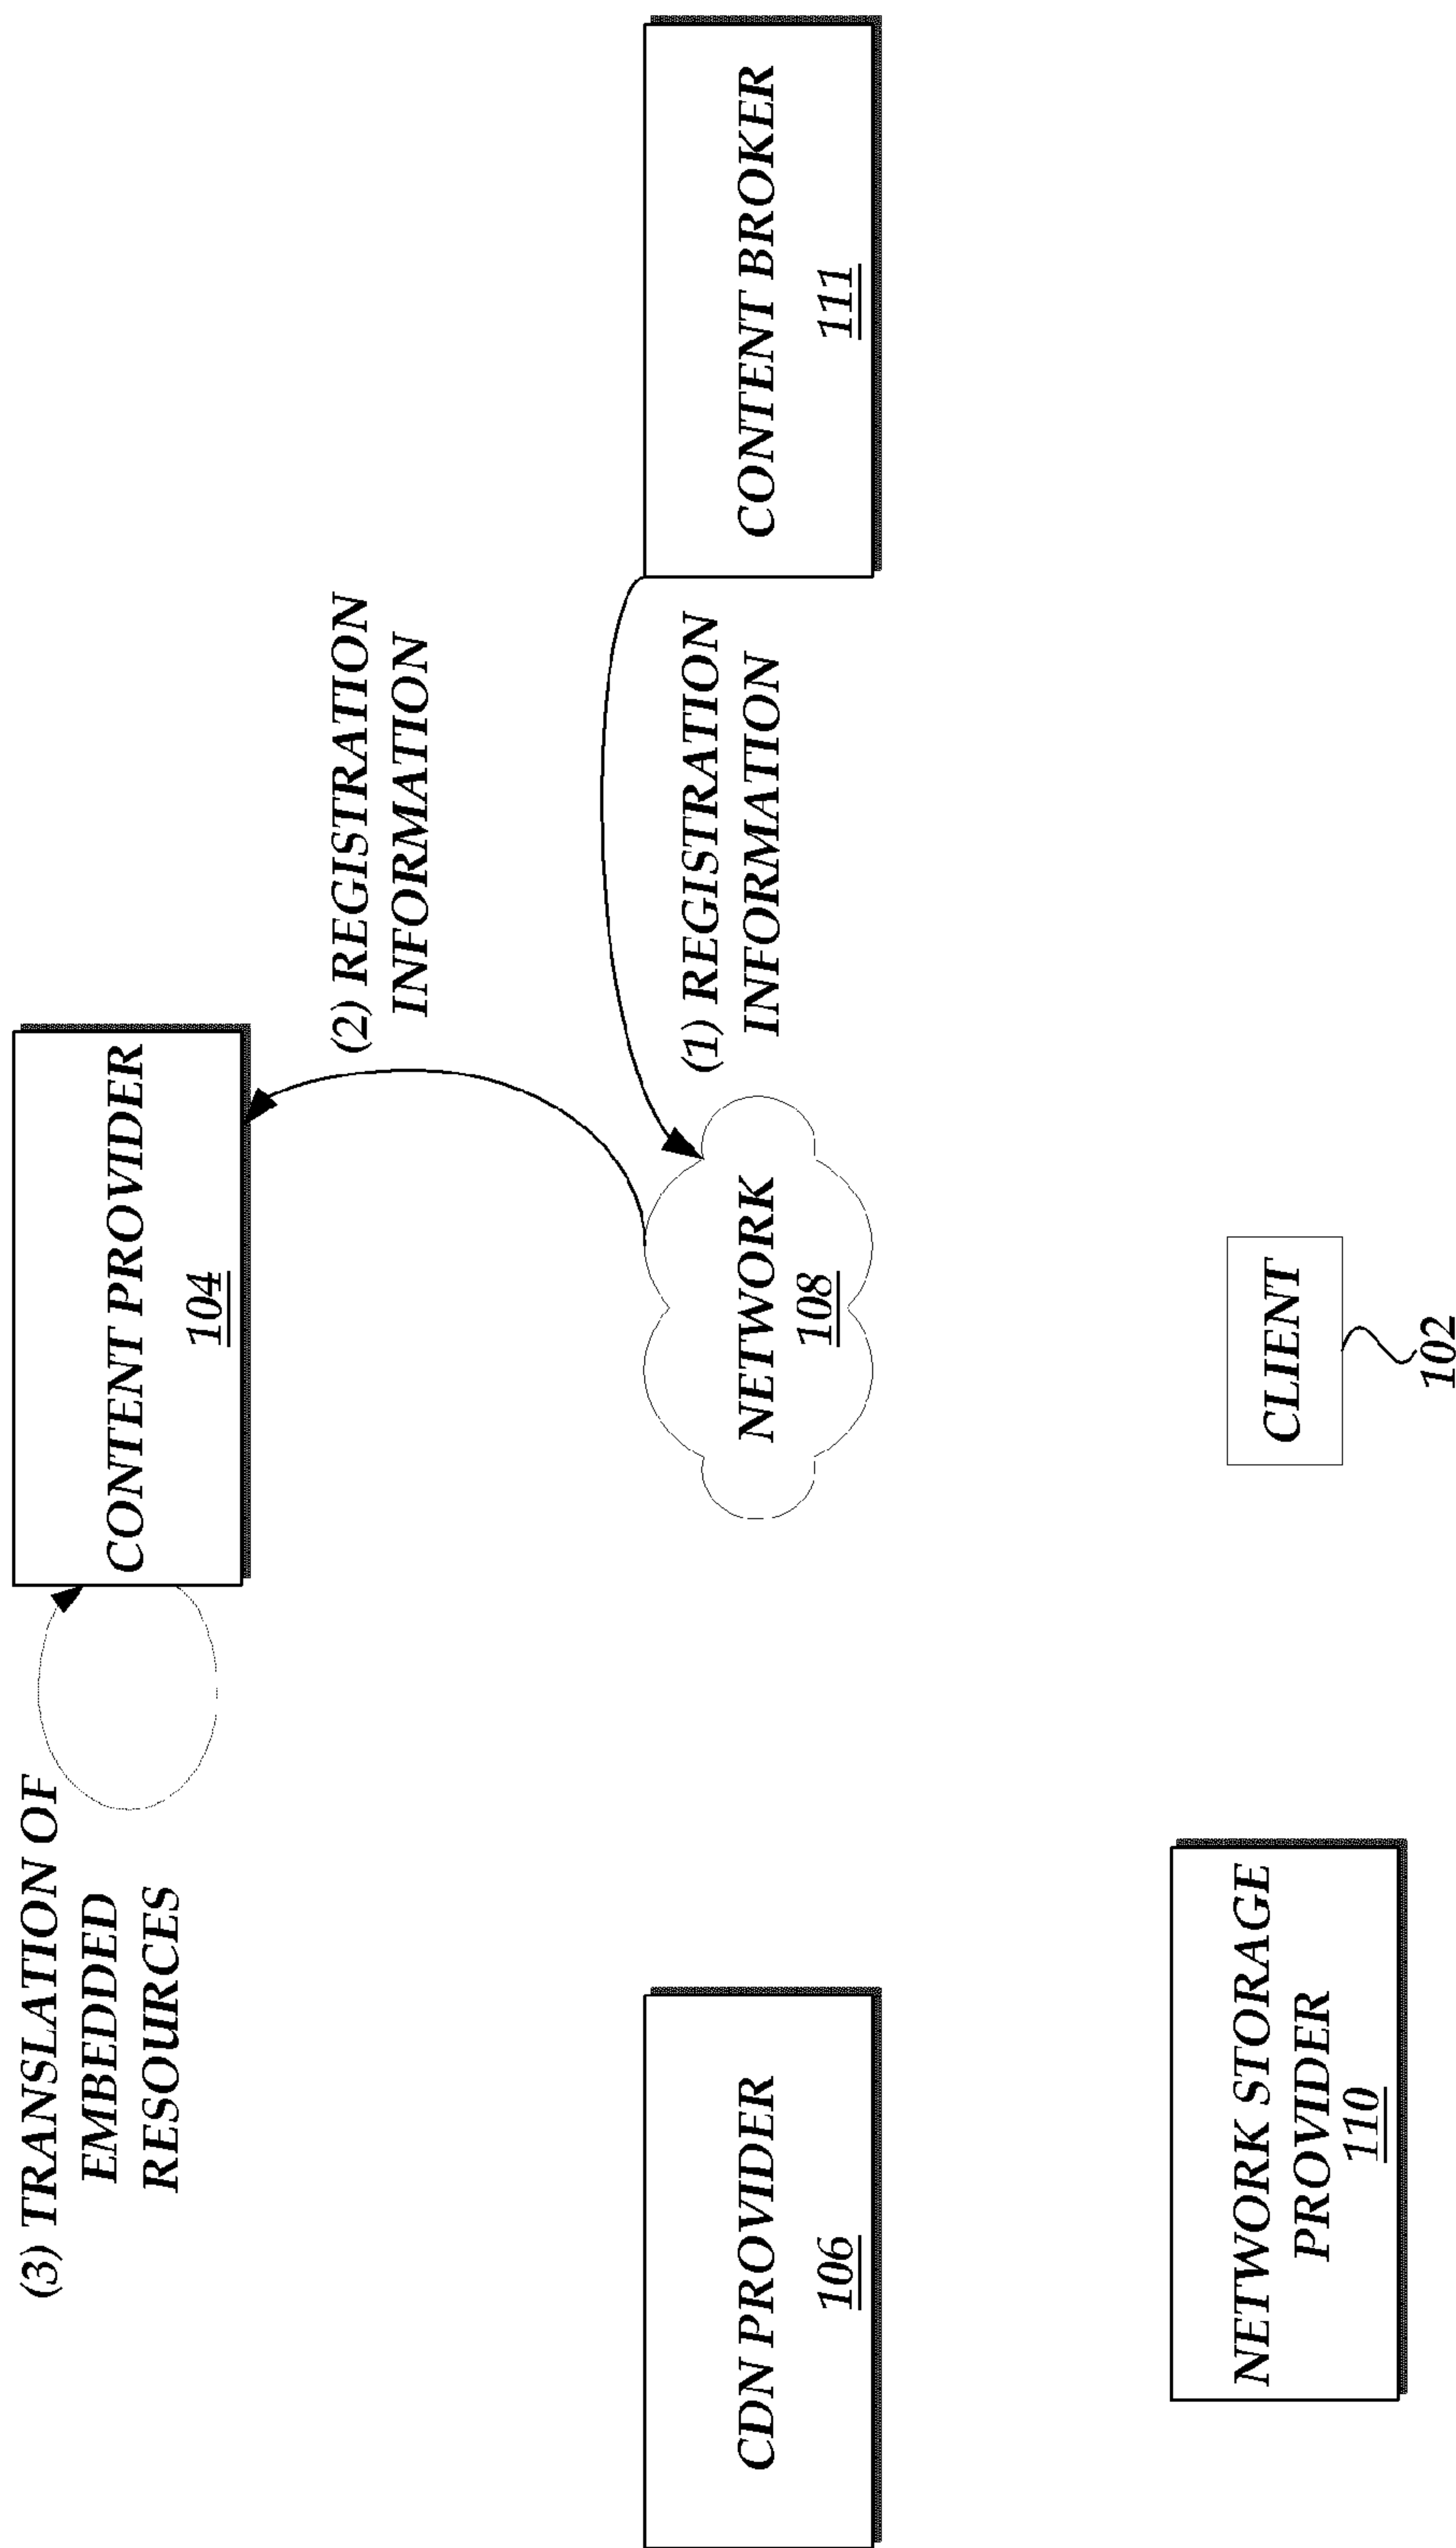 (3) TRANSLATION OF
EMBEDDED
RESOURCES
CONTENT PROVIDER
104
(2) REGISTRATION
INFORMATION
CDN PROVIDER
106
NETWORK
108
(1) REGISTRATION
INFORMATION
CONTENT BROKER
111
NETWORK STORAGE
PROVIDER
110
CLIENT
102